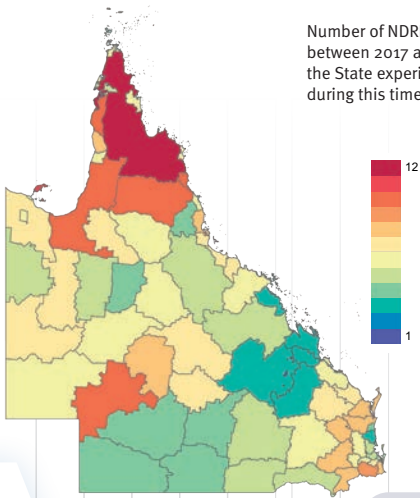 Number of NDR
between 2017 a
the State experi
during this time
12
1